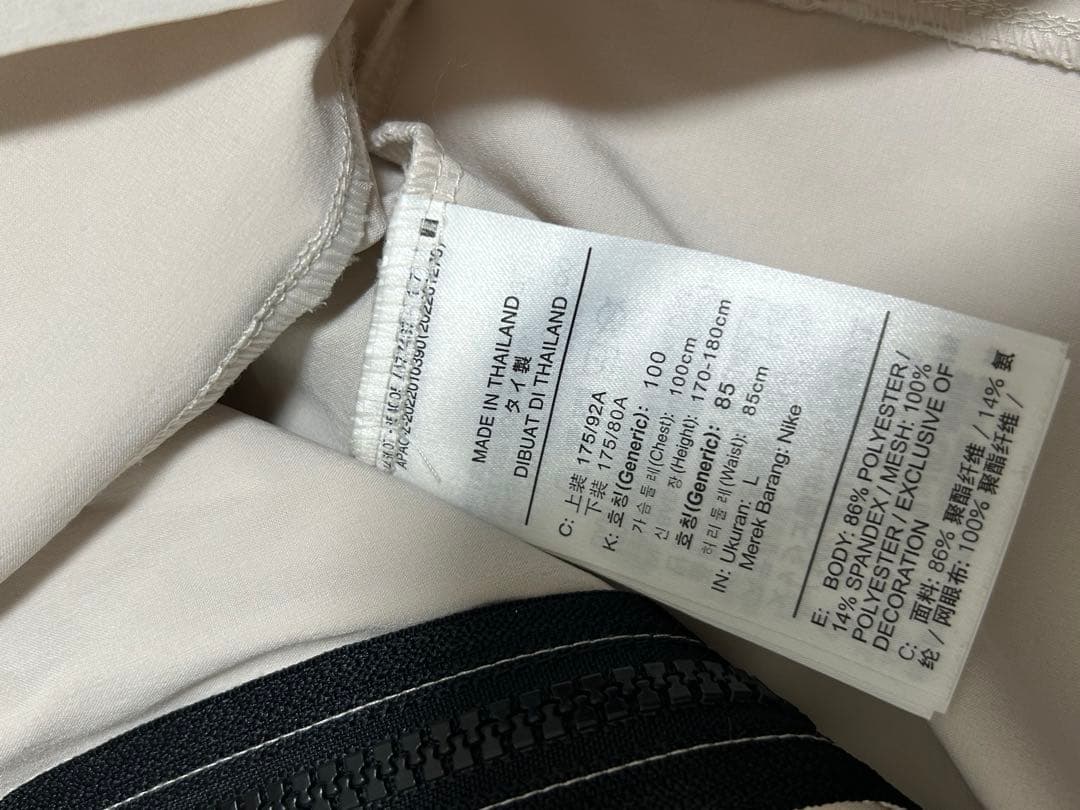 MADE IN THAILAND
タイ製
DIBUAT DI THAILAND
C: 上装 175/92A
下装 175/80A
K: 호칭(Generic): 100
가슴둘레(Chest): 100cm
신 장(Height): 170-180cm
호칭(Generic): 85
허리둘레(Waist): 85cm
IN: Ukuran: L
Merek Barang: Nike
E: BODY: 86% POLYESTER/
14% SPANDEX / MESH: 100%
POLYESTER / EXCLUSIVE OF
DECORATION
C: 面料: 86% 聚酯纤维 / 14% 氨
纶 / 网眼布: 100% 聚酯纤维 /